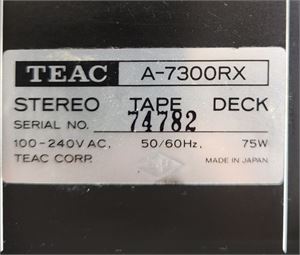 TEAC A-7300RX
STEREO TAPE DECK
SERIAL NO. 74782
100-240V AC, 50/60Hz, 75W
TEAC CORP. MADE IN JAPAN